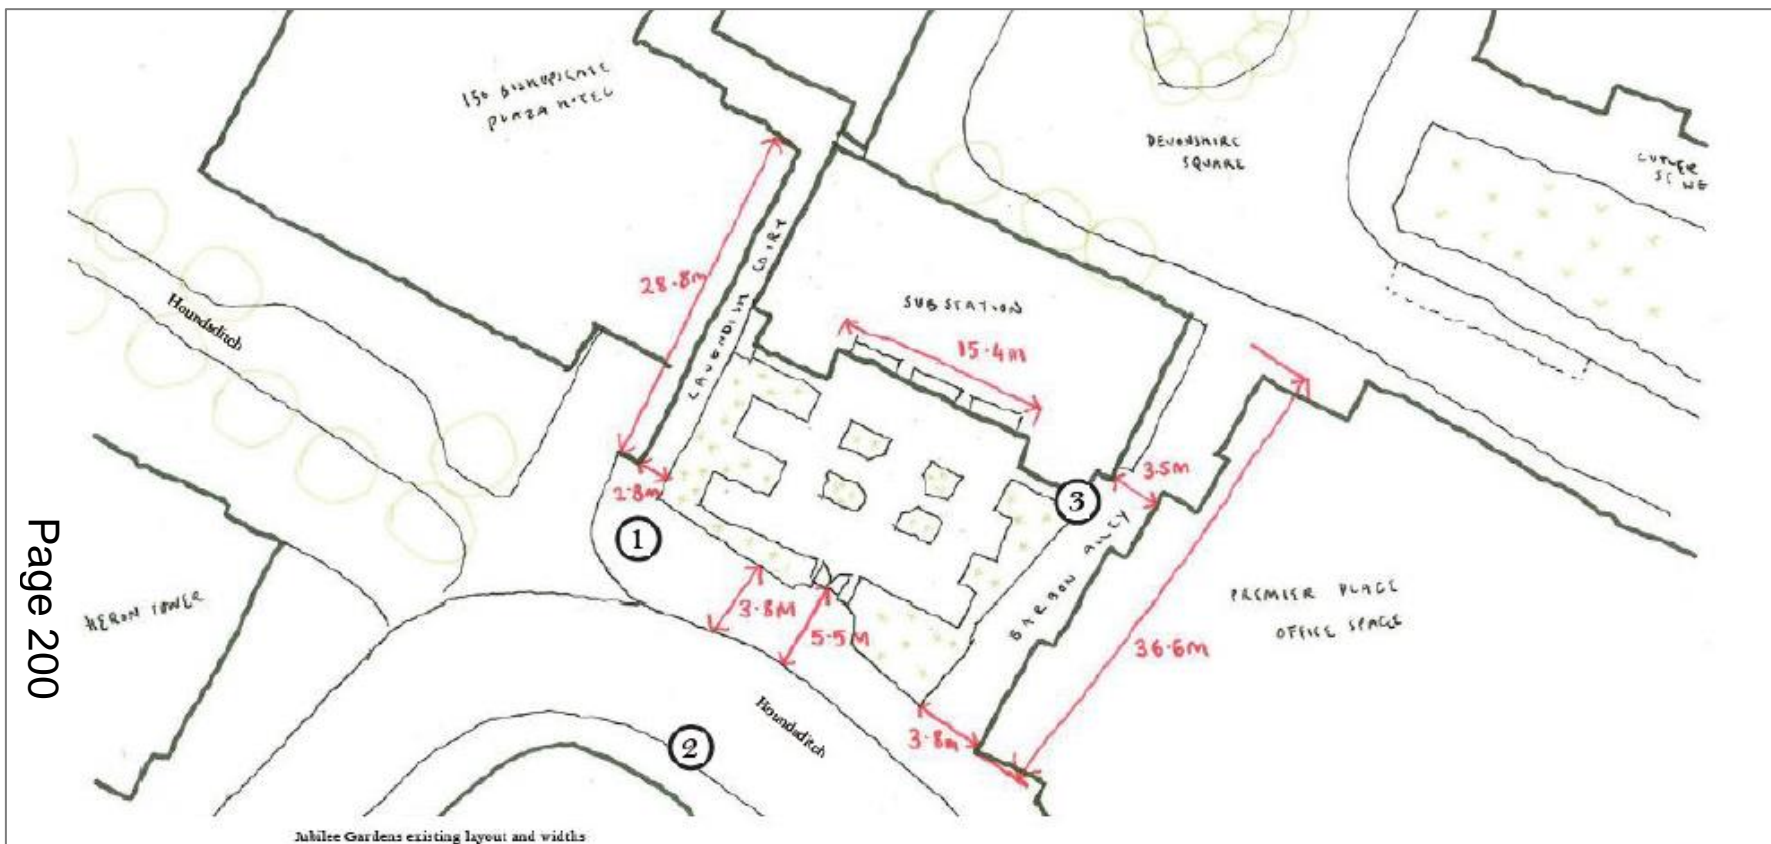 150 BISHOPSGATE
PLAZA HOTEL
DEVONSHIRE
SQUARE
CUTLER
28.8m
CAVENDISH COURT
SUBSTATION
15.4m
Houndsditch
3.5m
2.8m
1
3
BARBON ALLEY
3.8M
5.5M
HERON TOWER
PREMIER PLACE
OFFICE SPACE
36.6m
Houndsditch
3.8m
2
Page 200
Jubilee Gardens existing layout and widths